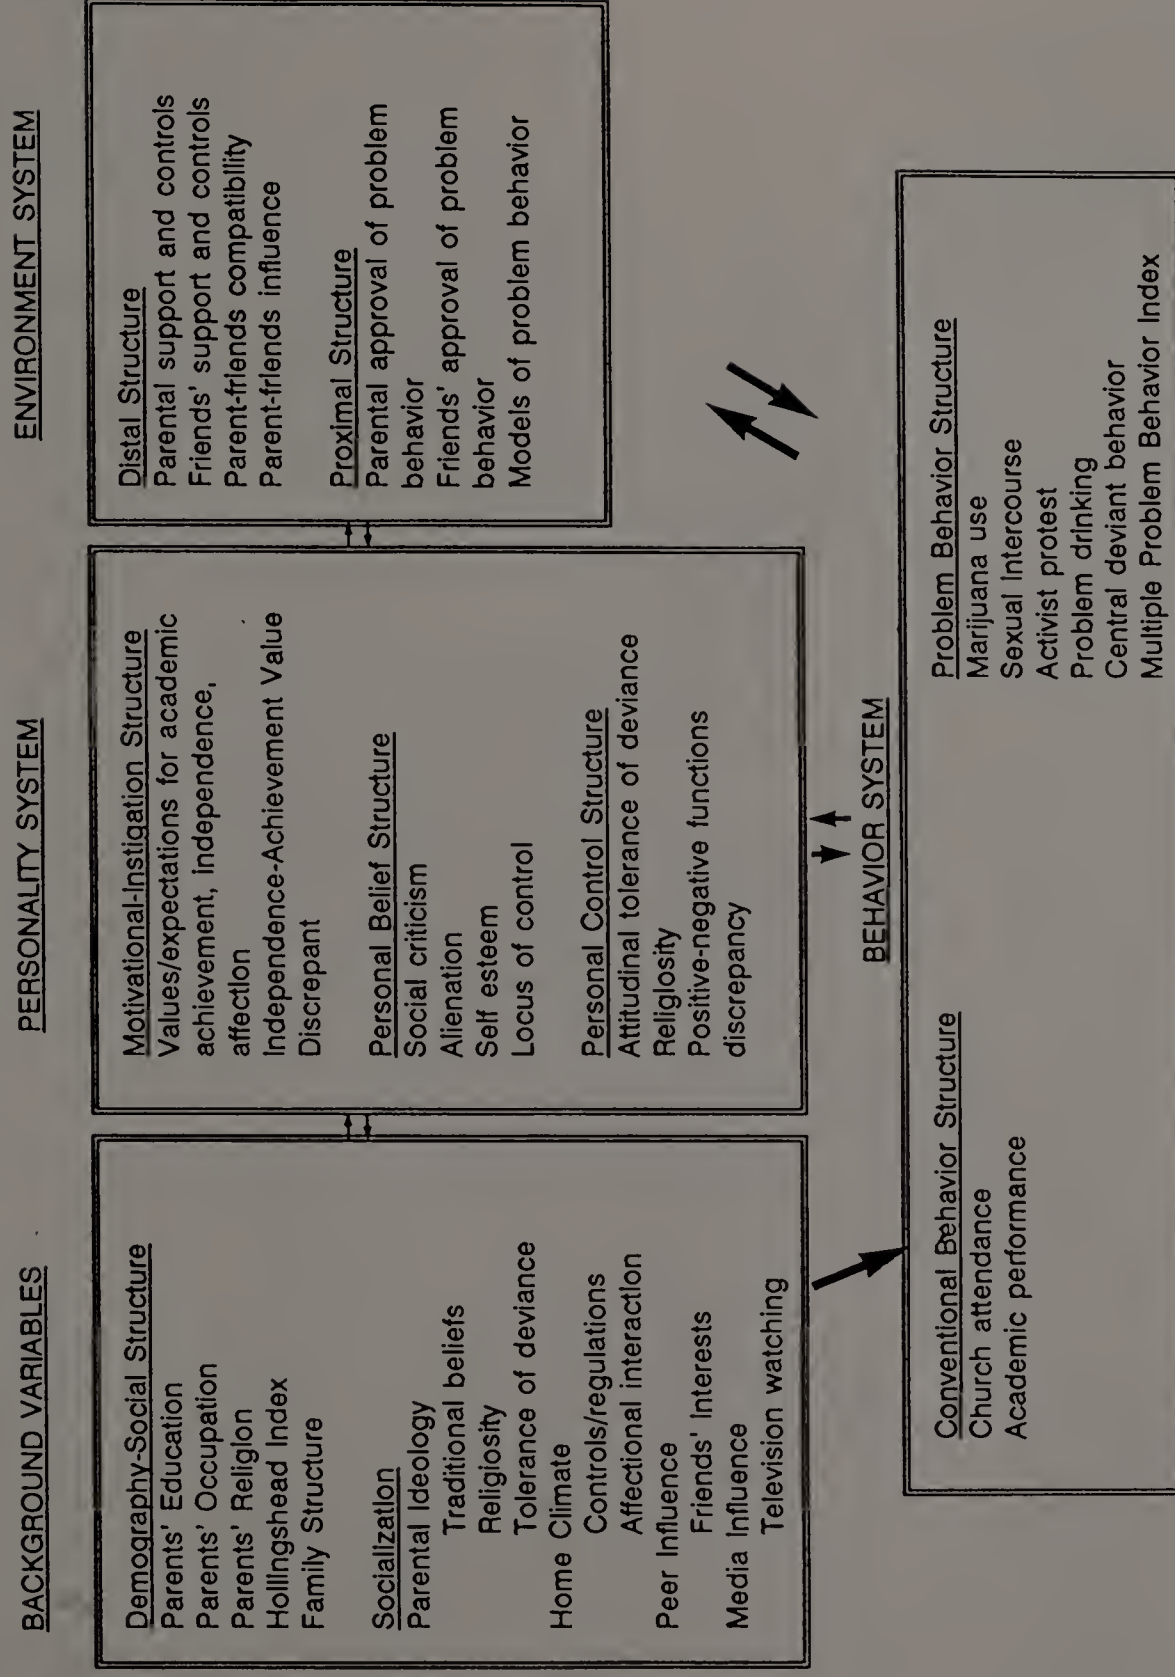 BACKGROUND VARIABLES
Demography-Social Structure
Parents' Education
Parents' Occupation
Parents' Religion
Hollingshead Index
Family Structure
Socialization
Parental Ideology
Traditional beliefs
Religiosity
Tolerance of deviance
Home Climate
Controls/regulations
Affectional interaction
Peer Influence
Friends' Interests
Media Influence
Television watching
PERSONALITY SYSTEM
Motivational-Instigation Structure
Values/expectations for academic
achievement, independence,
affection
Independence-Achievement Value
Discrepant
Personal Belief Structure
Social criticism
Alienation
Self esteem
Locus of control
Personal Control Structure
Attitudinal tolerance of deviance
Religiosity
Positive-negative functions
discrepancy
ENVIRONMENT SYSTEM
Distal Structure
Parental support and controls
Friends' support and controls
Parent-friends compatibility
Parent-friends influence
Proximal Structure
Parental approval of problem
behavior
Friends' approval of problem
behavior
Models of problem behavior
BEHAVIOR SYSTEM
Conventional Behavior Structure
Church attendance
Academic performance
Problem Behavior Structure
Marijuana use
Sexual Intercourse
Activist protest
Problem drinking
Central deviant behavior
Multiple Problem Behavior Index